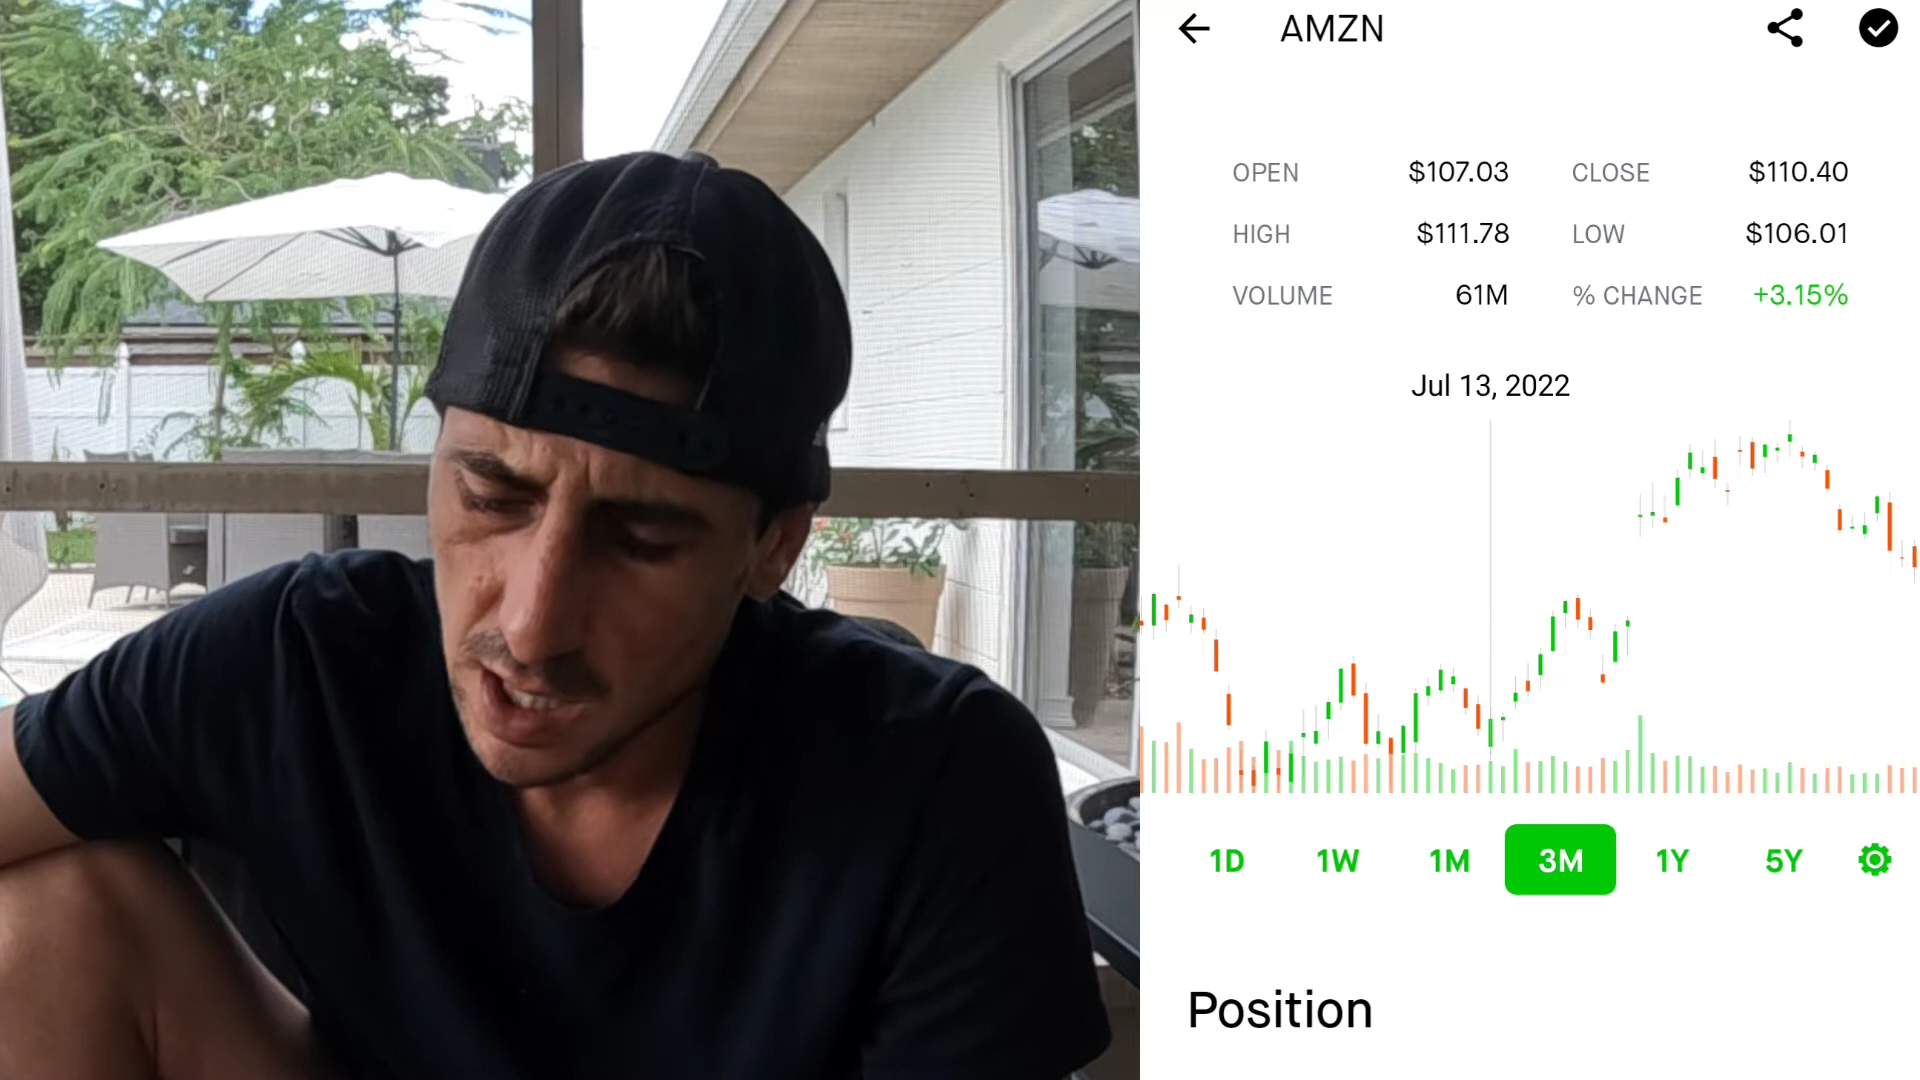 AMZN
OPEN $107.03 CLOSE $110.40
HIGH $111.78 LOW $106.01
VOLUME 61M % CHANGE +3.15%
Jul 13, 2022
1D 1W 1M 3M 1Y 5Y
Position